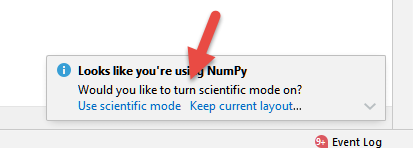 Looks like you're using NumPy
Would you like to turn scientific mode on?
Use scientific mode Keep current layout...
9+ Event Log